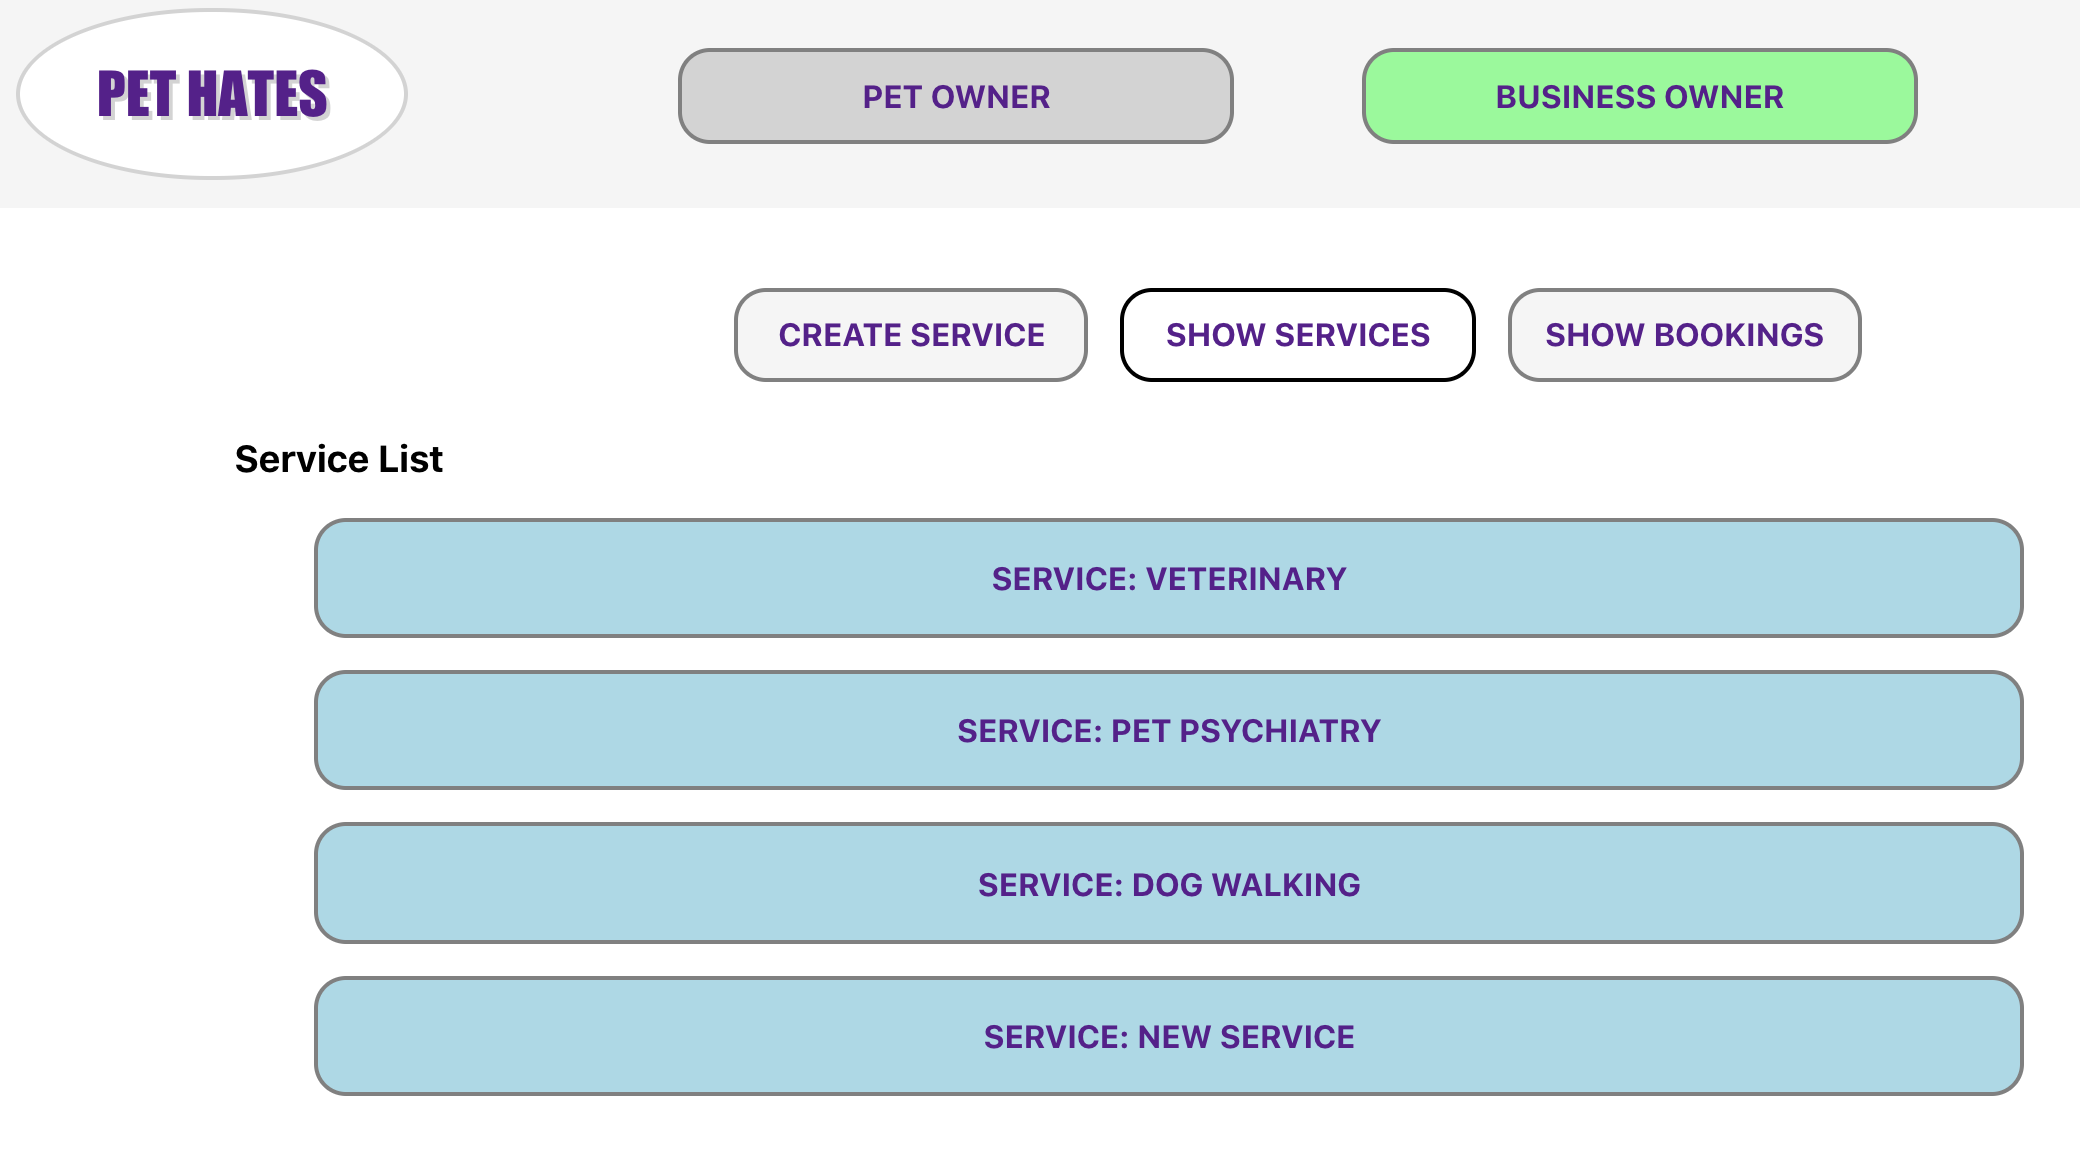 PET HATES
PET OWNER
BUSINESS OWNER
CREATE SERVICE
SHOW SERVICES
SHOW BOOKINGS
Service List
SERVICE: VETERINARY
SERVICE: PET PSYCHIATRY
SERVICE: DOG WALKING
SERVICE: NEW SERVICE